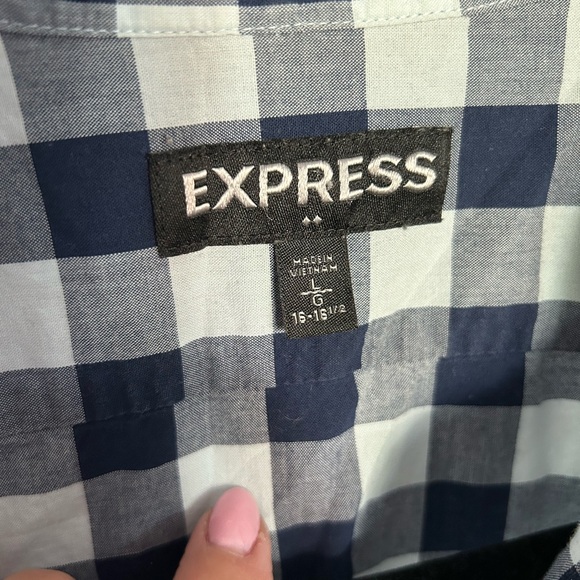 EXPRESS
MADE IN
VIETNAM
L
G
16-16 1/2